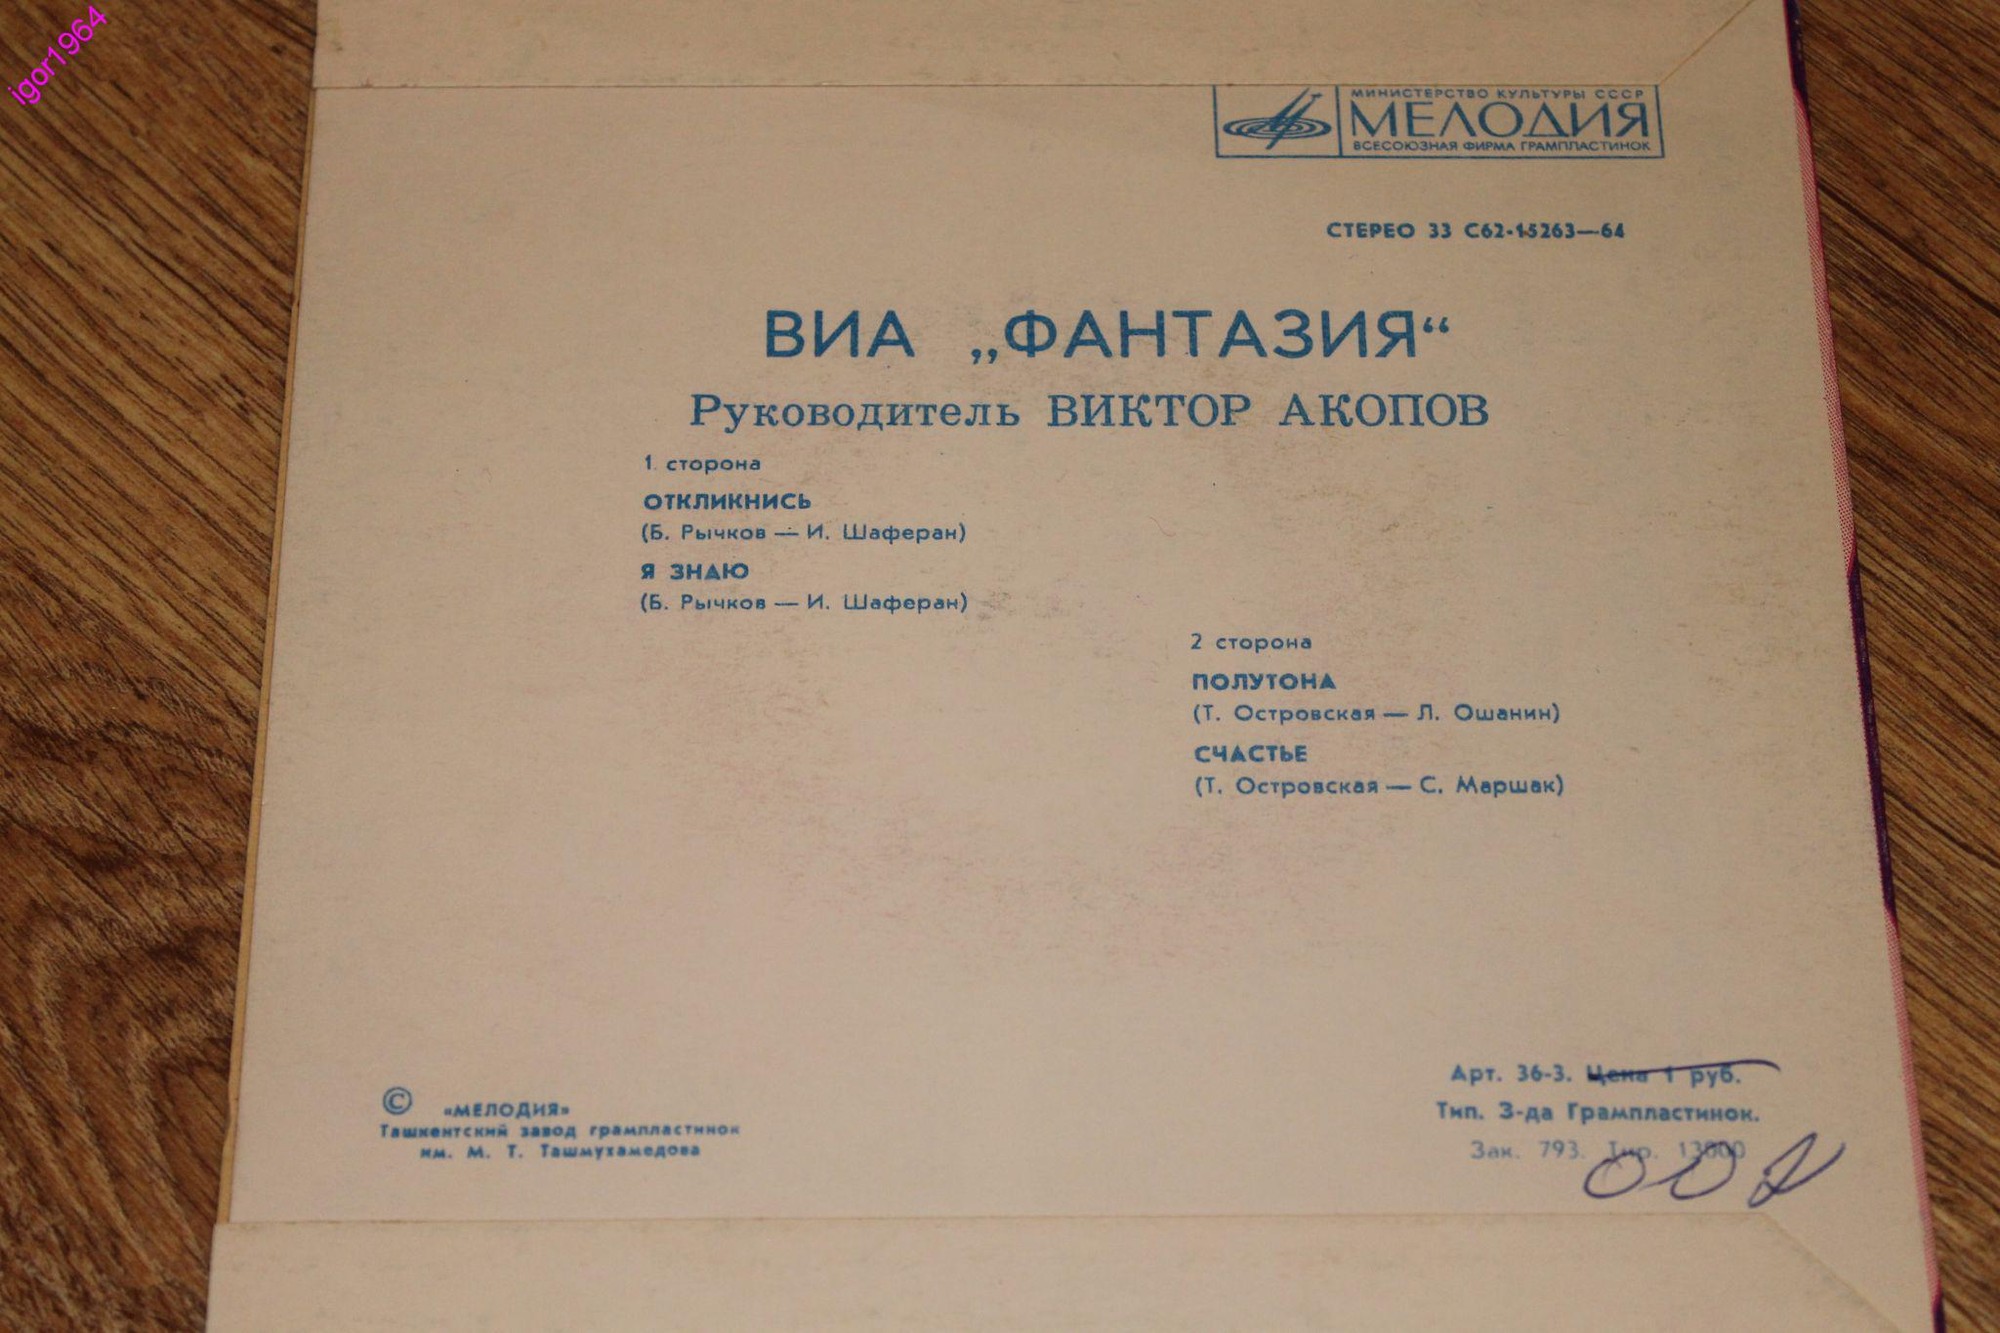 igor1964
МИНИСТЕРСТВО КУЛЬТУРЫ СССР
МЕЛОДИЯ
ВСЕСОЮЗНАЯ ФИРМА ГРАМПЛАСТИНОК
СТЕРЕО 33 С62-15263—64
ВИА „ФАНТАЗИЯ“
Руководитель ВИКТОР АКОПОВ
1 сторона
ОТКЛИКНИСЬ
(Б. Рычков — И. Шаферан)
Я ЗНАЮ
(Б. Рычков — И. Шаферан)
2 сторона
ПОЛУТОНА
(Т. Островская — Л. Ошанин)
СЧАСТЬЕ
(Т. Островская — С. Маршак)
© «МЕЛОДИЯ»
Ташкентский завод грампластинок
им. М. Т. Ташмухамедова
Арт. 36-3. Цена 1 руб.
Тип. З-да Грампластинок.
Зак. 793. Тир. 13000